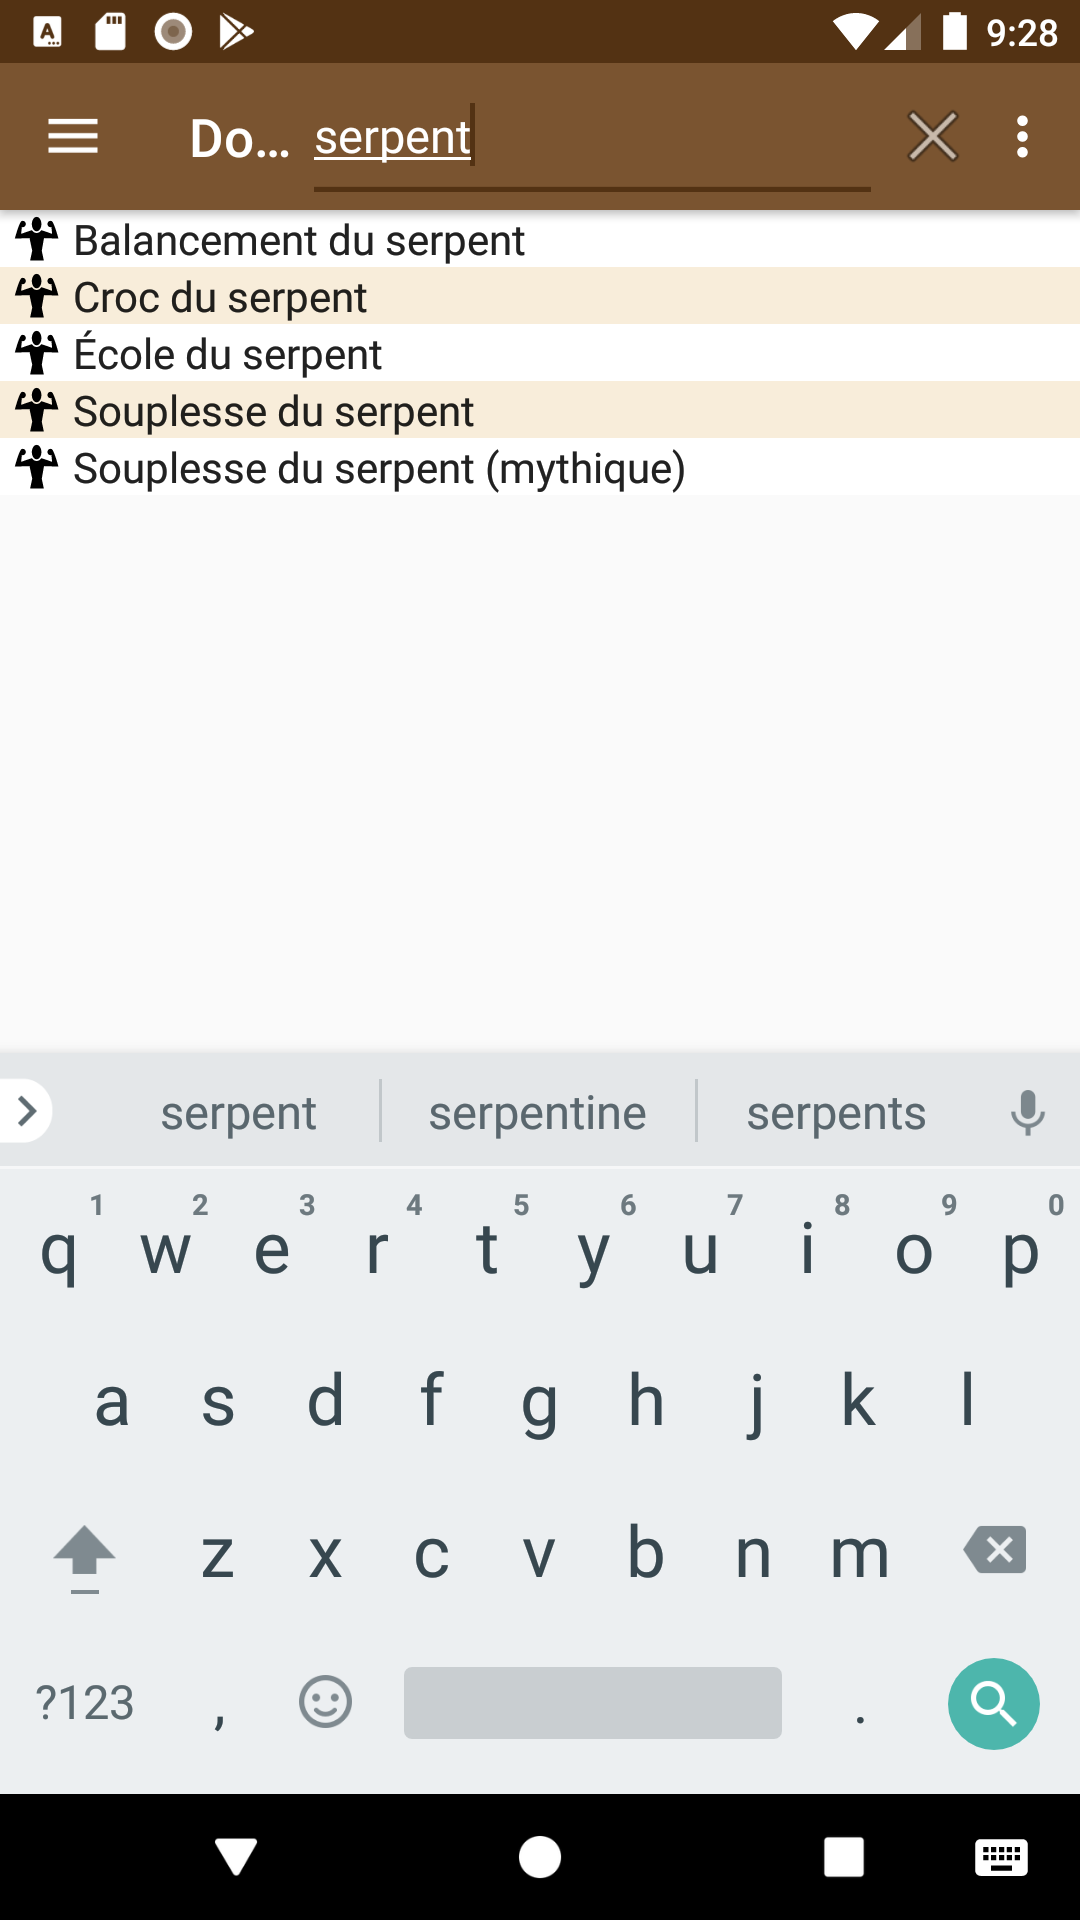 9:28
Do... serpent
Balancement du serpent
Croc du serpent
École du serpent
Souplesse du serpent
Souplesse du serpent (mythique)
serpent serpentine serpents
1 2 3 4 5 6 7 8 9 0
q w e r t y u i o p
a s d f g h j k l
z x c v b n m
?123 , .